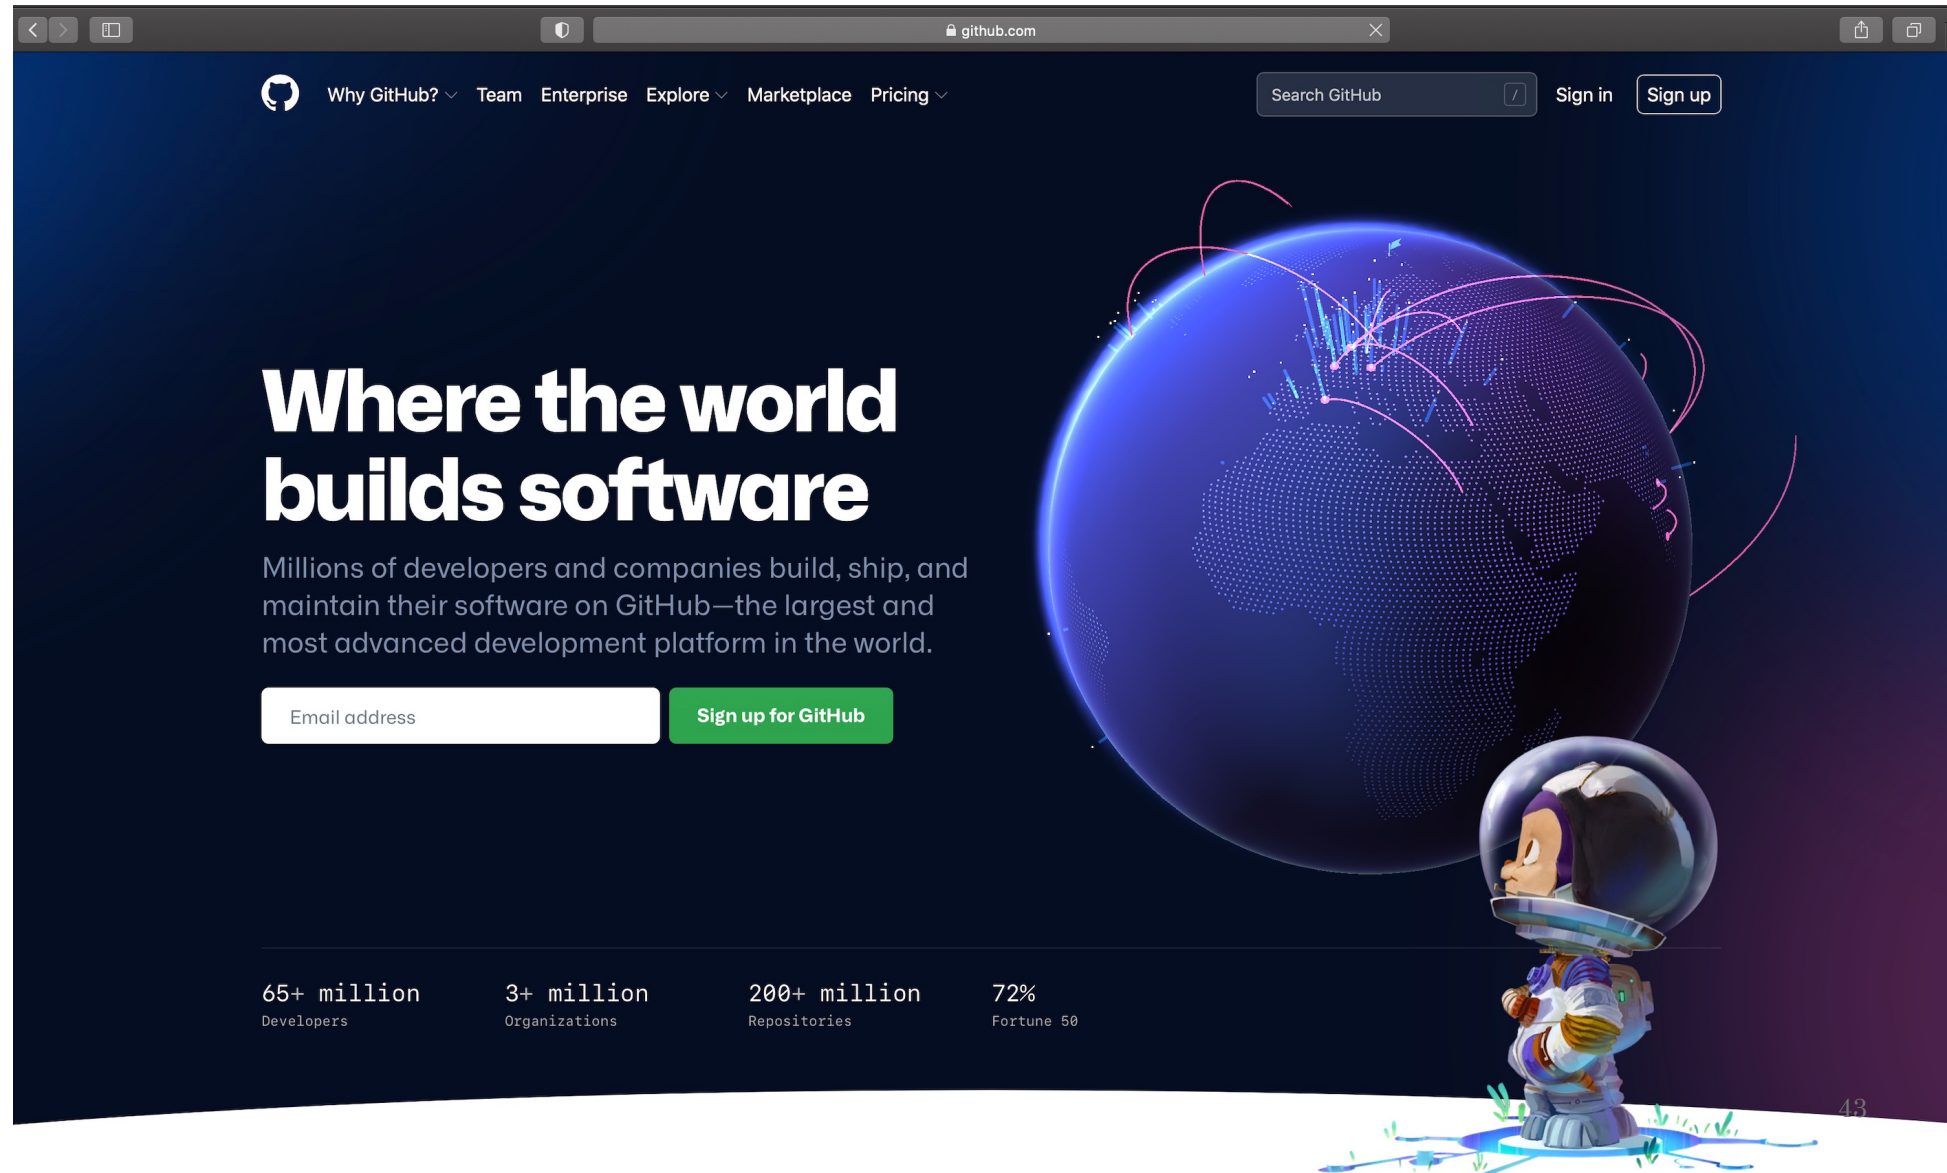 github.com
Why GitHub? Team Enterprise Explore Marketplace Pricing Search GitHub / Sign in Sign up
Where the world
builds software
Millions of developers and companies build, ship, and
maintain their software on GitHub—the largest and
most advanced development platform in the world.
Email address Sign up for GitHub
65+ million 3+ million 200+ million 72%
Developers Organizations Repositories Fortune 50
43